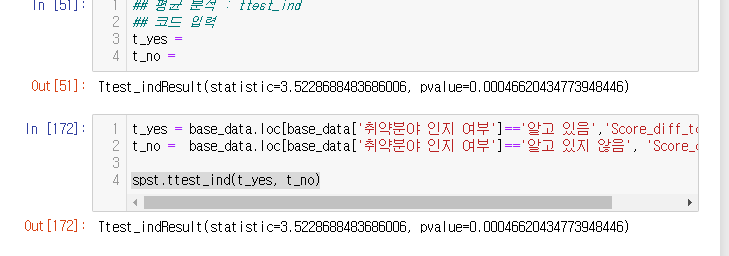 In [51]:
1 ## 평균 분석 : ttest_ind
2 ## 코드 입력
3 t_yes =
4 t_no =
Out[51]: Ttest_indResult(statistic=3.5228688483686006, pvalue=0.00046620434773948446)
In [172]:
1 t_yes = base_data.loc[base_data['취약분야 인지 여부']=='알고 있음','Score_diff_to
2 t_no =  base_data.loc[base_data['취약분야 인지 여부']=='알고 있지 않음', 'Score_
3
4 spst.ttest_ind(t_yes, t_no)
Out[172]: Ttest_indResult(statistic=3.5228688483686006, pvalue=0.00046620434773948446)